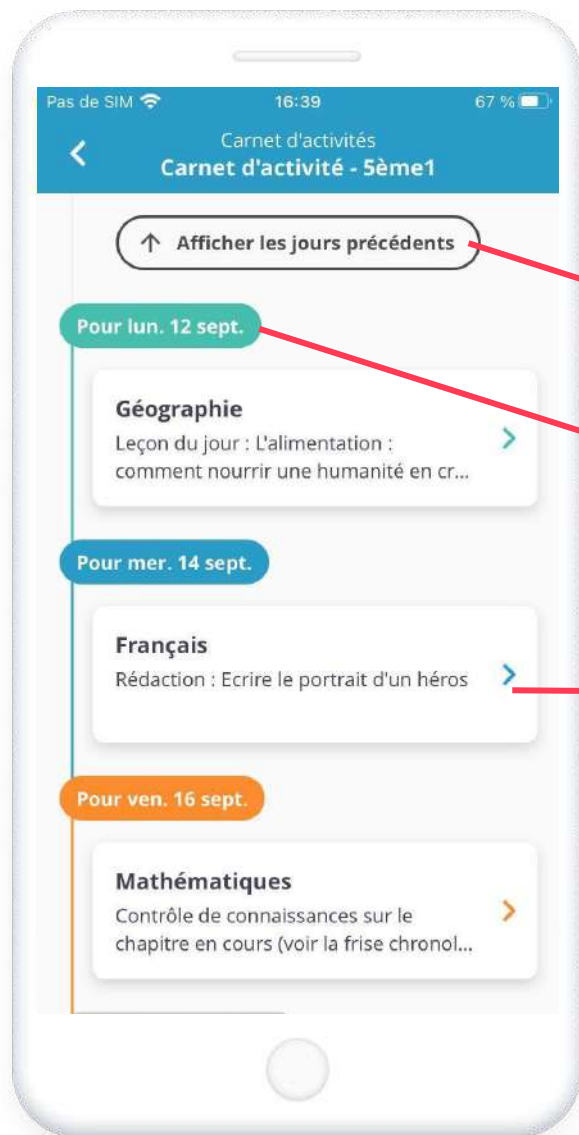 Pas de SIM 16:39 67 %
Carnet d'activités
Carnet d'activité - 5ème1
Afficher les jours précédents
Pour lun. 12 sept.
Géographie
Leçon du jour : L'alimentation :
comment nourrir une humanité en cr...
Pour mer. 14 sept.
Français
Rédaction : Ecrire le portrait d'un héros
Pour ven. 16 sept.
Mathématiques
Contrôle de connaissances sur le
chapitre en cours (voir la frise chronol...